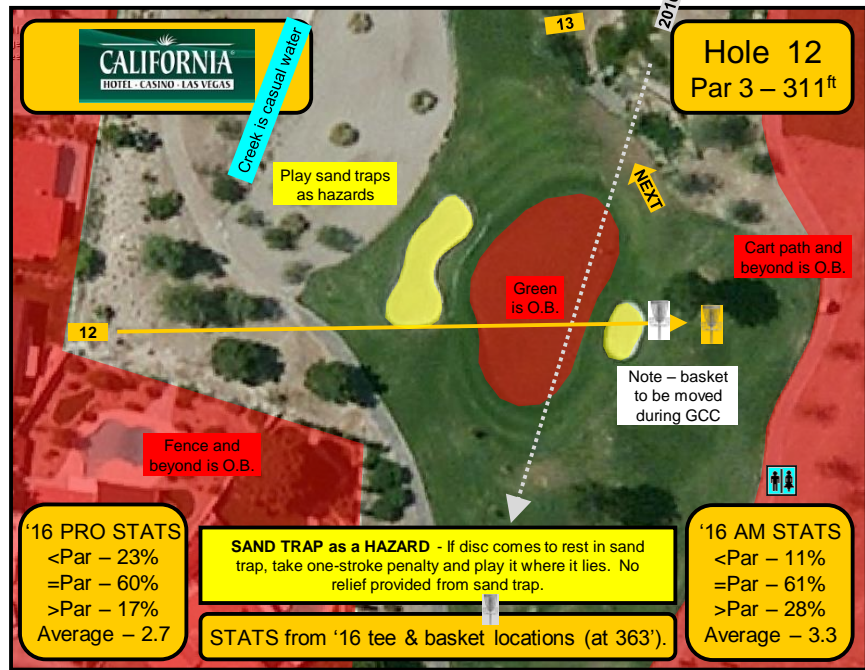 CALIFORNIA
HOTEL · CASINO · LAS VEGAS
Creek is casual water
13
2016
Hole 12
Par 3 – 311ft
Play sand traps
as hazards
NEXT
Cart path and
beyond is O.B.
Green
is O.B.
12
Note – basket
to be moved
during GCC
Fence and
beyond is O.B.
'16 PRO STATS
<Par – 23%
=Par – 60%
>Par – 17%
Average – 2.7
SAND TRAP as a HAZARD - If disc comes to rest in sand
trap, take one-stroke penalty and play it where it lies. No
relief provided from sand trap.
STATS from '16 tee & basket locations (at 363').
'16 AM STATS
<Par – 11%
=Par – 61%
>Par – 28%
Average – 3.3